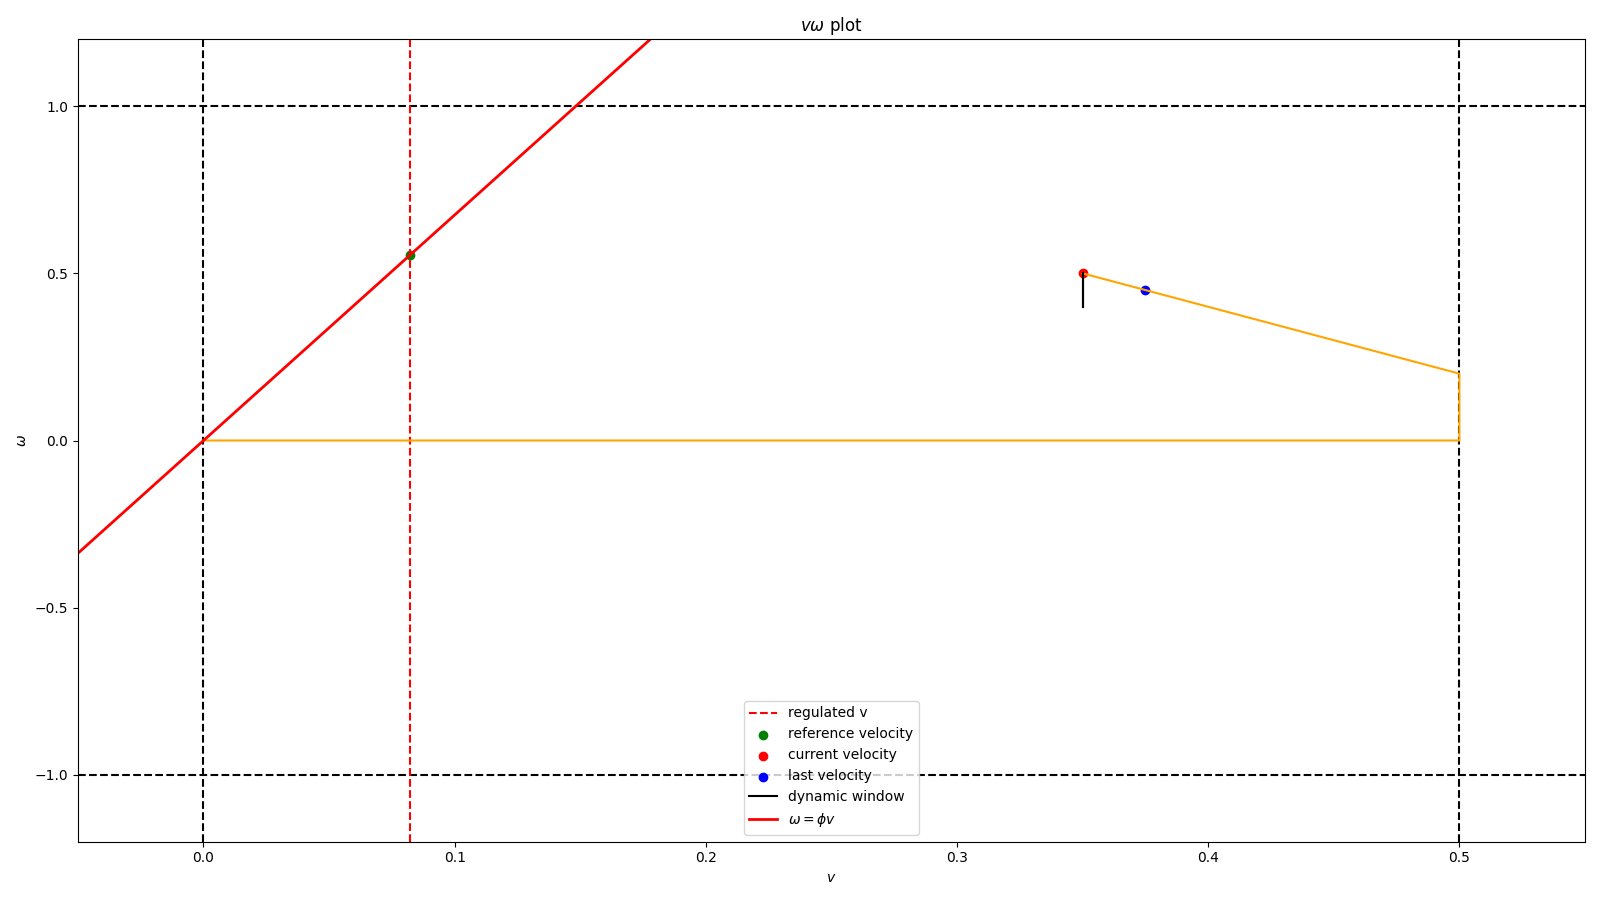 vω plot
1.0
0.5
0.0
−0.5
−1.0
ω
0.0
0.1
0.2
0.3
0.4
0.5
v
regulated v
reference velocity
current velocity
last velocity
dynamic window
ω = ϕv